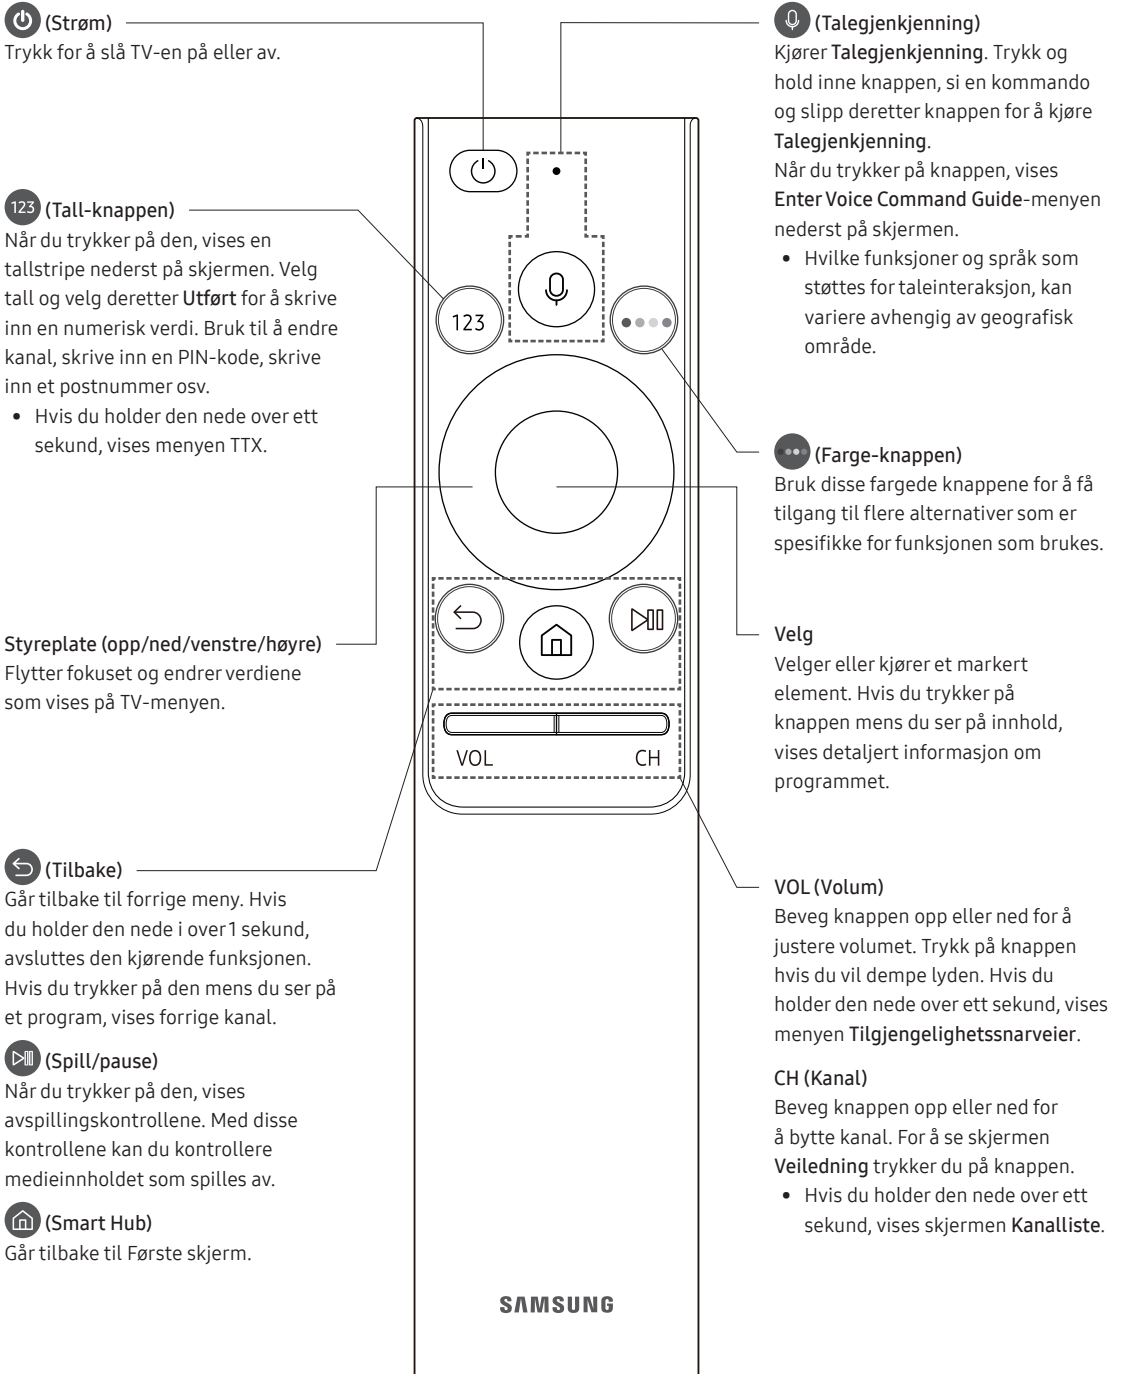 (Strøm)
Trykk for å slå TV-en på eller av.
123 (Tall-knappen)
Når du trykker på den, vises en
tallstripe nederst på skjermen. Velg
tall og velg deretter Utført for å skrive
inn en numerisk verdi. Bruk til å endre
kanal, skrive inn en PIN-kode, skrive
inn et postnummer osv.
• Hvis du holder den nede over ett
sekund, vises menyen TTX.
Styreplate (opp/ned/venstre/høyre)
Flytter fokuset og endrer verdiene
som vises på TV-menyen.
(Tilbake)
Går tilbake til forrige meny. Hvis
du holder den nede i over 1 sekund,
avsluttes den kjørende funksjonen.
Hvis du trykker på den mens du ser på
et program, vises forrige kanal.
(Spill/pause)
Når du trykker på den, vises
avspillingskontrollene. Med disse
kontrollene kan du kontrollere
medieinnholdet som spilles av.
(Smart Hub)
Går tilbake til Første skjerm.
123
VOL
CH
SAMSUNG
(Talegjenkjenning)
Kjører Talegjenkjenning. Trykk og
hold inne knappen, si en kommando
og slipp deretter knappen for å kjøre
Talegjenkjenning.
Når du trykker på knappen, vises
Enter Voice Command Guide-menyen
nederst på skjermen.
• Hvilke funksjoner og språk som
støttes for taleinteraksjon, kan
variere avhengig av geografisk
område.
(Farge-knappen)
Bruk disse fargede knappene for å få
tilgang til flere alternativer som er
spesifikke for funksjonen som brukes.
Velg
Velger eller kjører et markert
element. Hvis du trykker på
knappen mens du ser på innhold,
vises detaljert informasjon om
programmet.
VOL (Volum)
Beveg knappen opp eller ned for å
justere volumet. Trykk på knappen
hvis du vil dempe lyden. Hvis du
holder den nede over ett sekund, vises
menyen Tilgjengelighetssnarveier.
CH (Kanal)
Beveg knappen opp eller ned for
å bytte kanal. For å se skjermen
Veiledning trykker du på knappen.
• Hvis du holder den nede over ett
sekund, vises skjermen Kanalliste.